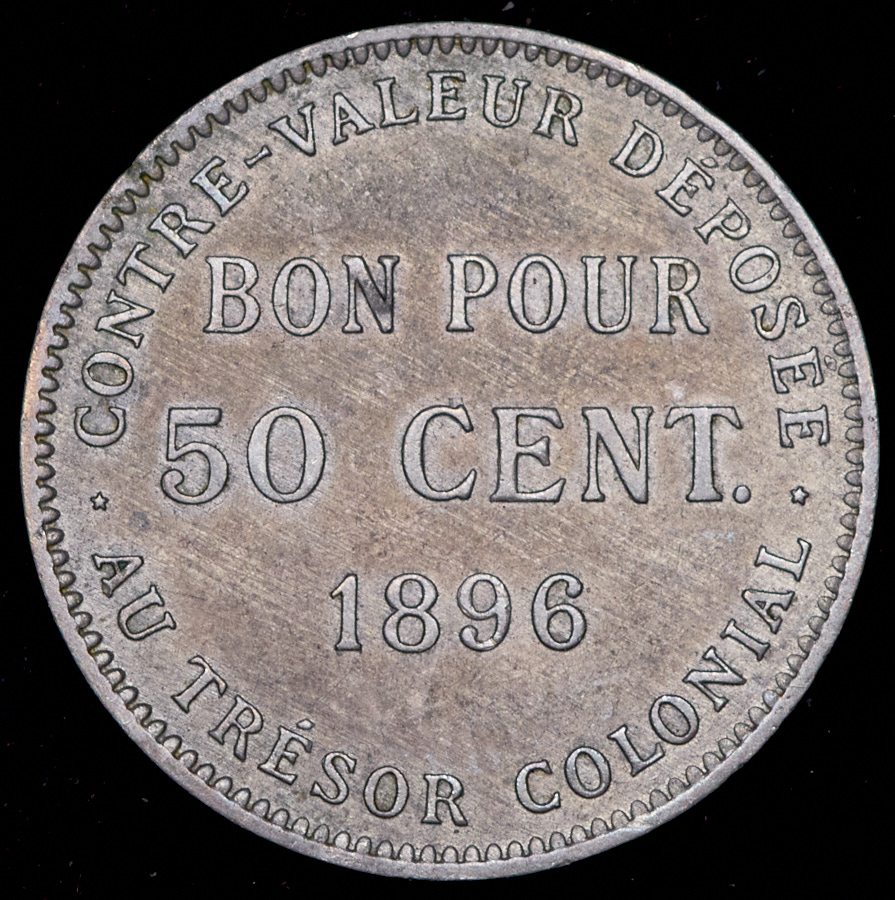 CONTRE-VALEUR DÉPOSÉE
BON POUR
50 CENT.
1896
AU TRÉSOR COLONIAL